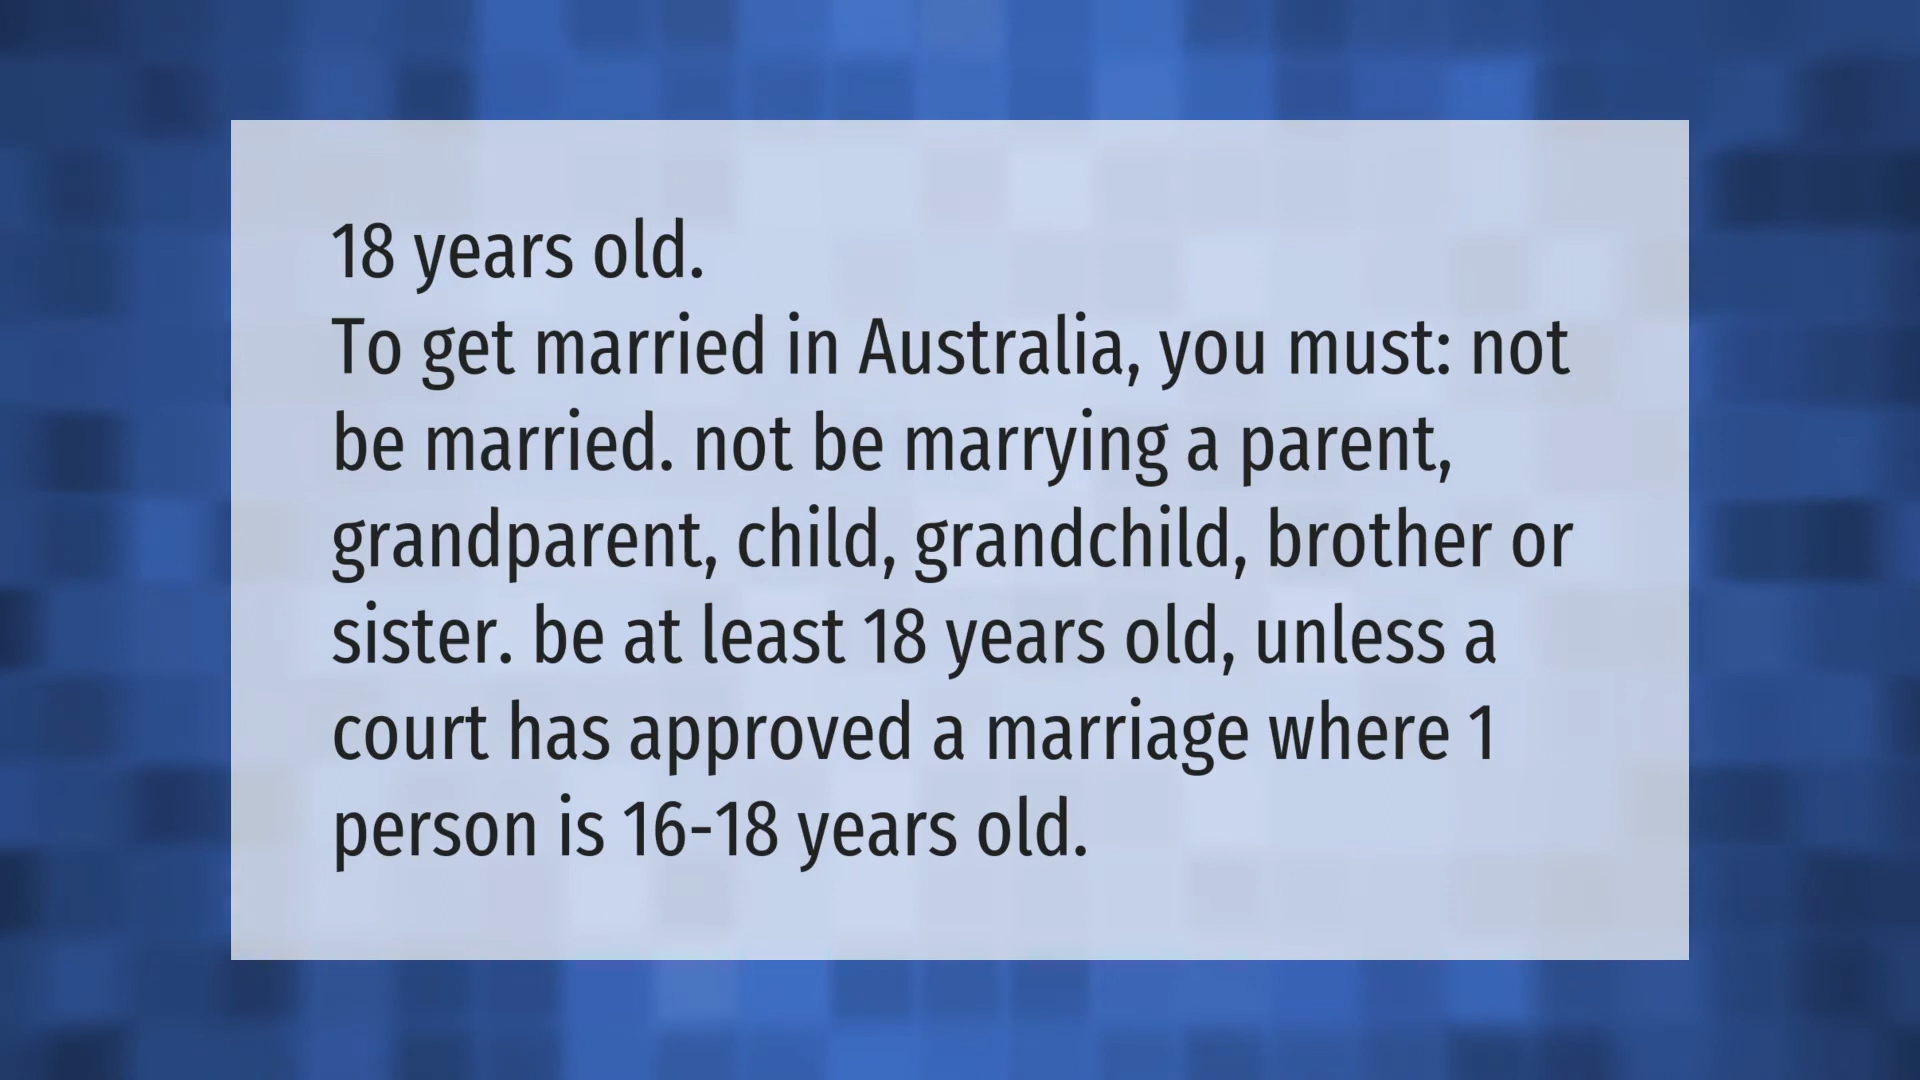 18 years old.
To get married in Australia, you must: not
be married. not be marrying a parent,
grandparent, child, grandchild, brother or
sister. be at least 18 years old, unless a
court has approved a marriage where 1
person is 16-18 years old.